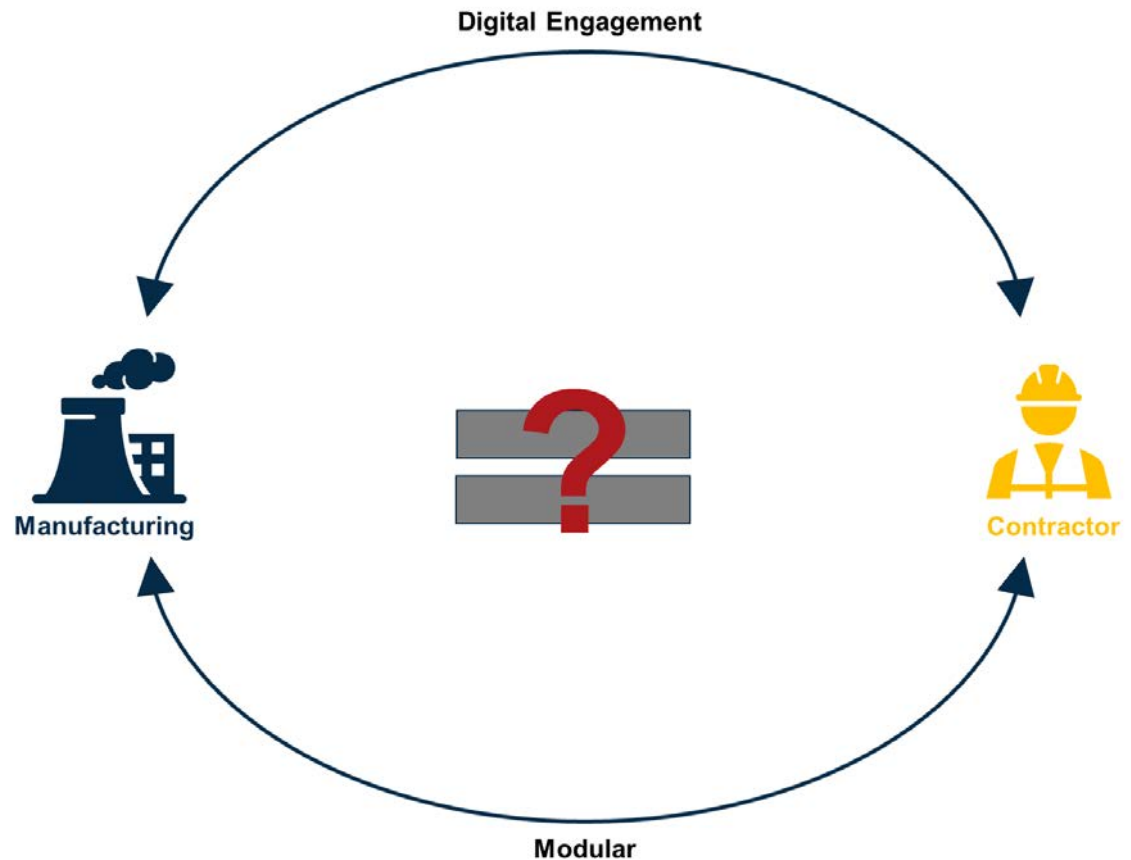 Digital Engagement
?
Manufacturing
Contractor
Modular